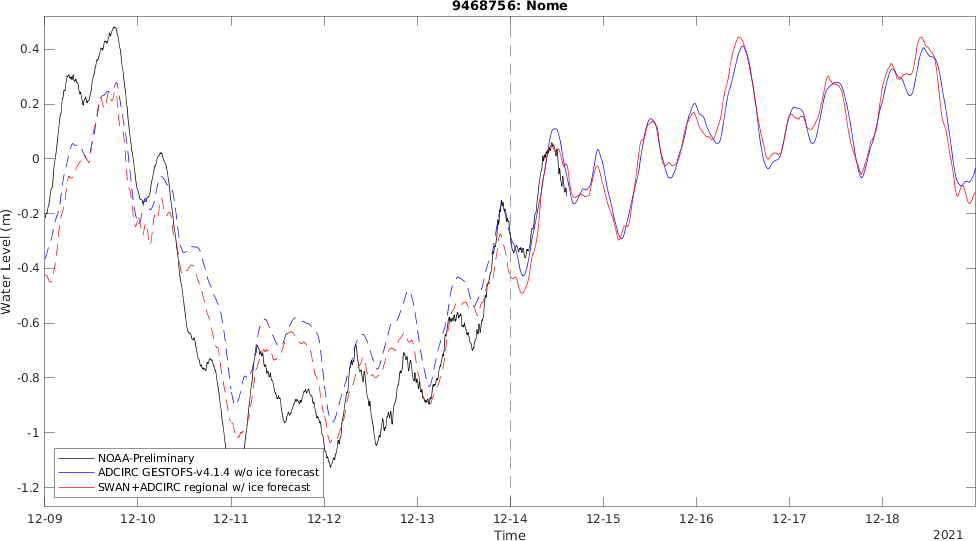 9468756: Nome
Water Level (m)
0.4
0.2
0
-0.2
-0.4
-0.6
-0.8
-1
-1.2
NOAA-Preliminary
ADCIRC GESTOFS-v4.1.4 w/o ice forecast
SWAN+ADCIRC regional w/ ice forecast
12-09 12-10 12-11 12-12 12-13 12-14 12-15 12-16 12-17 12-18
2021
Time